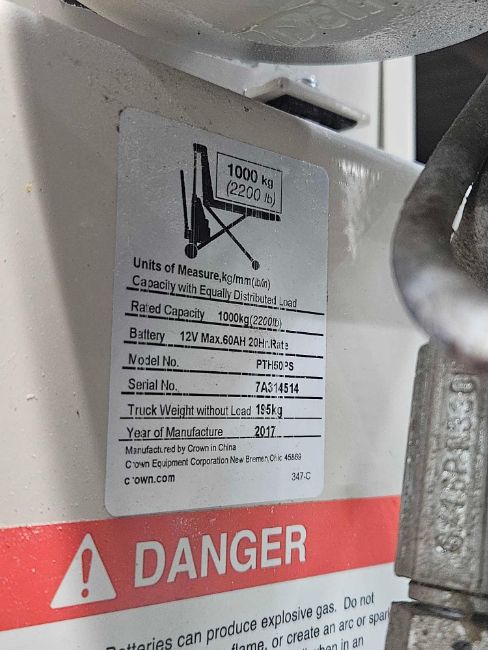 1000 kg
(2200 lb)
Units of Measure,kg/mm(lb/in)
Capacity with Equally Distributed Load
Rated Capacity 1000kg(2200lb)
Battery 12V Max.60AH 20Hr.Rate
Model No. PTH50PS
Serial No. 7A314514
Truck Weight without Load 195kg
Year of Manufacture 2017
Manufactured by Crown in China
Crown Equipment Corporation New Bremen,Ohio 45869
crown.com 347-C
DANGER
Batteries can produce explosive gas. Do not
flame, or create an arc or spark
when in an